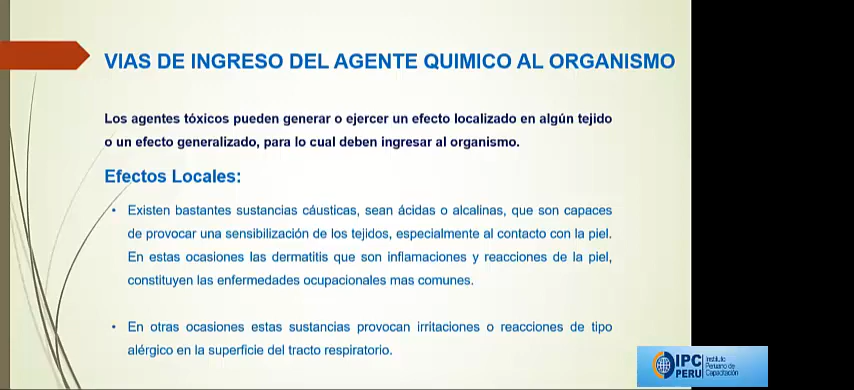 VIAS DE INGRESO DEL AGENTE QUIMICO AL ORGANISMO
Los agentes tóxicos pueden generar o ejercer un efecto localizado en algún tejido
o un efecto generalizado, para lo cual deben ingresar al organismo.
Efectos Locales:
• Existen bastantes sustancias cáusticas, sean ácidas o alcalinas, que son capaces
de provocar una sensibilización de los tejidos, especialmente al contacto con la piel.
En estas ocasiones las dermatitis que son inflamaciones y reacciones de la piel,
constituyen las enfermedades ocupacionales mas comunes.
• En otras ocasiones estas sustancias provocan irritaciones o reacciones de tipo
alérgico en la superficie del tracto respiratorio.
IPC
PERU
Instituto
Peruano de
Capacitación